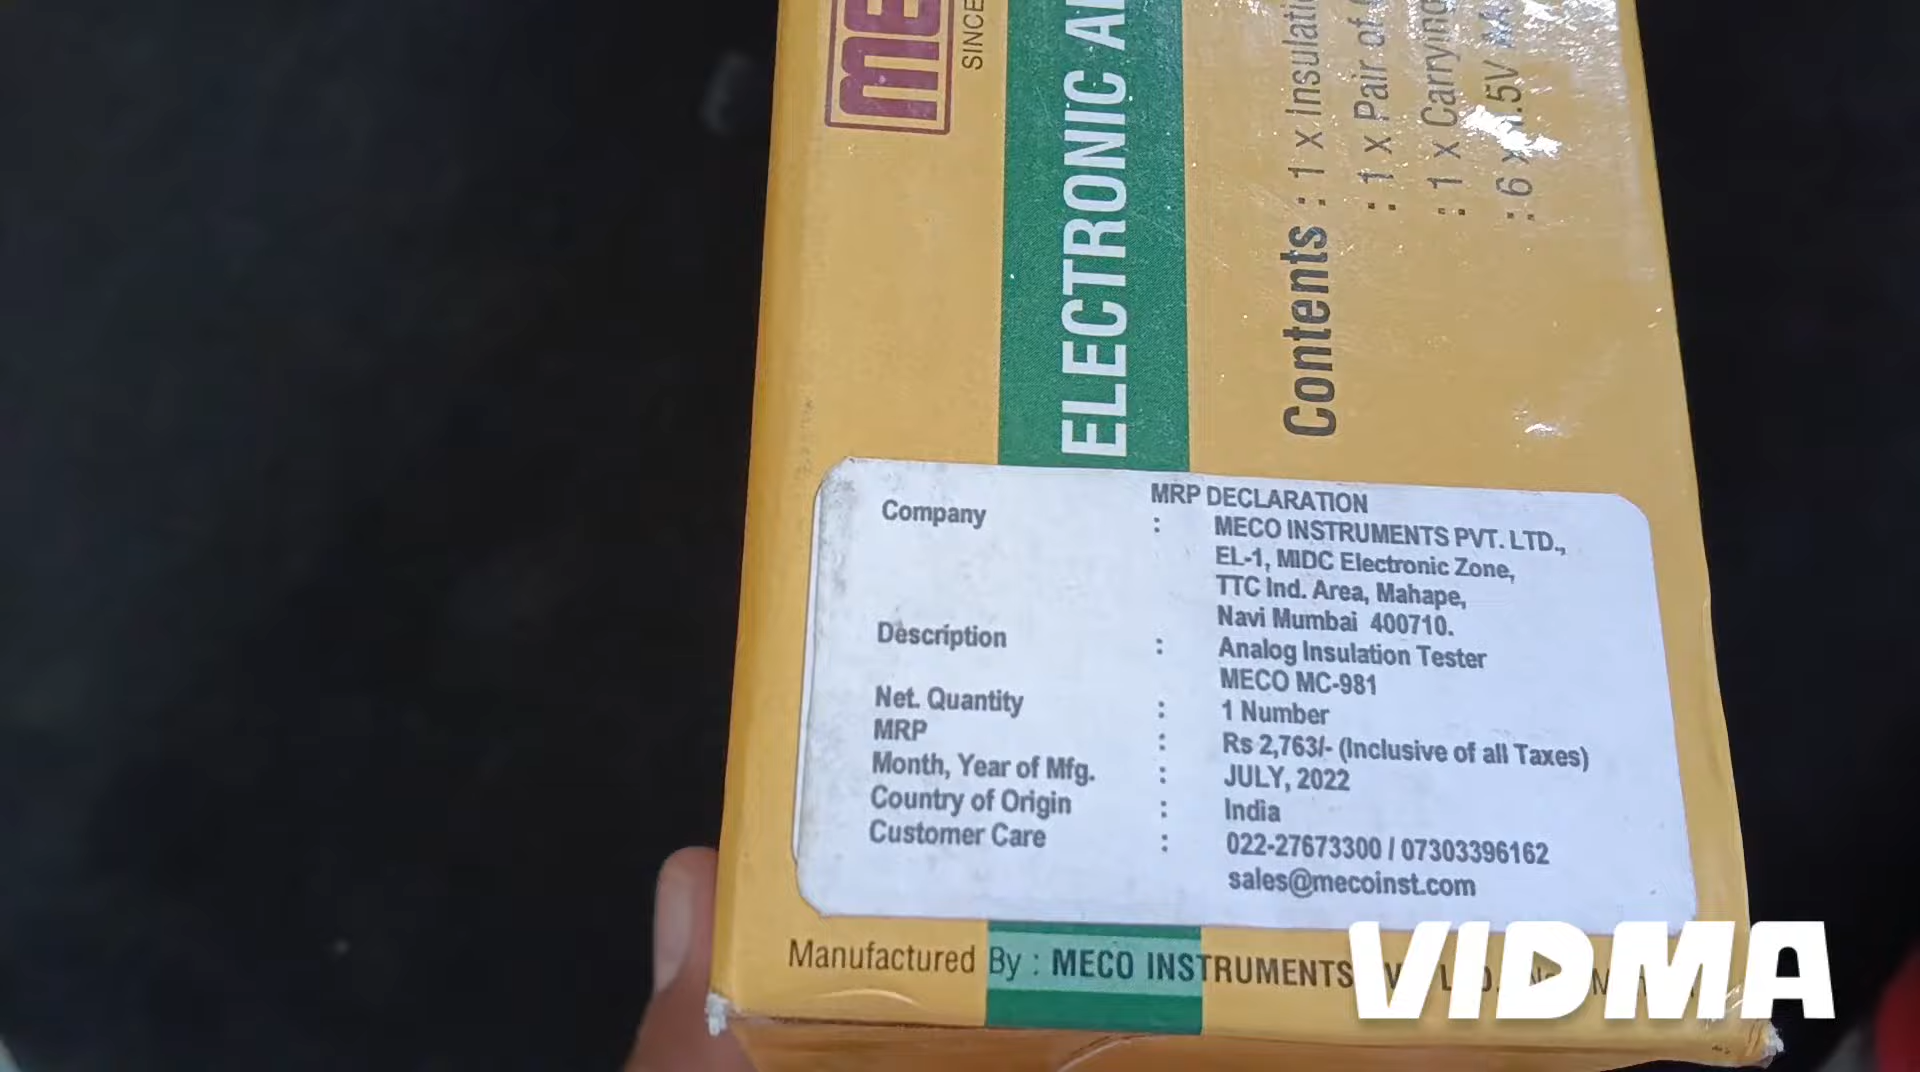 SINCE
ELECTRONIC
Contents : 1 x
: 1 x Pair of
: 1 x Carrying
: 6 x 1.5V
MRP DECLARATION
Company : MECO INSTRUMENTS PVT. LTD.,
EL-1, MIDC Electronic Zone,
TTC Ind. Area, Mahape,
Navi Mumbai 400710.
Description : Analog Insulation Tester
MECO MC-981
Net. Quantity : 1 Number
MRP : Rs 2,763/- (Inclusive of all Taxes)
Month, Year of Mfg. : JULY, 2022
Country of Origin : India
Customer Care : 022-27673300 / 07303396162
sales@mecoinst.com
Manufactured By : MECO INSTRUMENTS
VIDMA